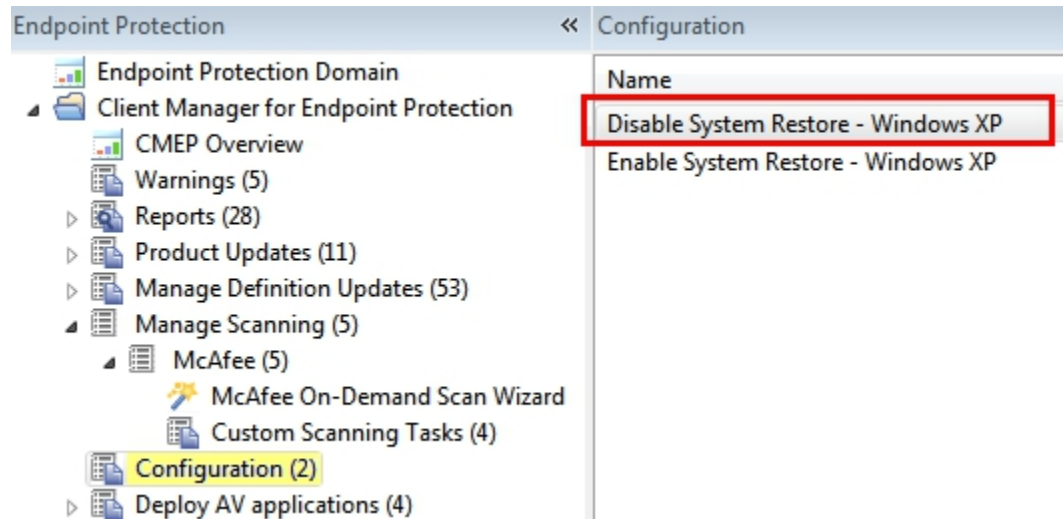 Endpoint Protection «
Endpoint Protection Domain
Client Manager for Endpoint Protection
CMEP Overview
Warnings (5)
Reports (28)
Product Updates (11)
Manage Definition Updates (53)
Manage Scanning (5)
McAfee (5)
McAfee On-Demand Scan Wizard
Custom Scanning Tasks (4)
Configuration (2)
Deploy AV applications (4)
Configuration
Name
Disable System Restore - Windows XP
Enable System Restore - Windows XP